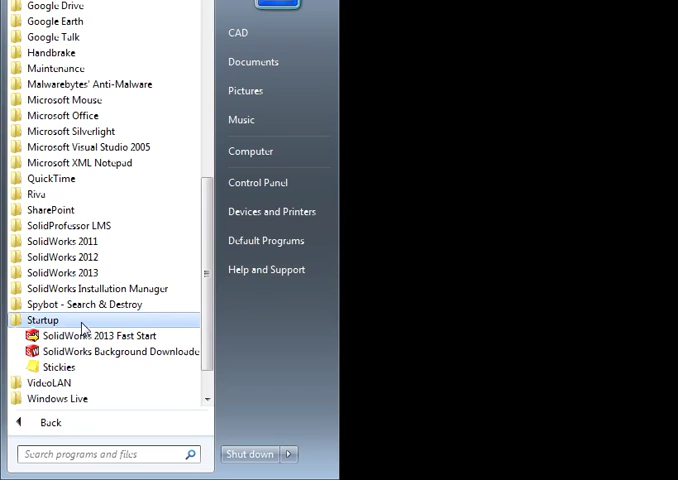 Google Drive
Google Earth
Google Talk
Handbrake
Maintenance
Malwarebytes' Anti-Malware
Microsoft Mouse
Microsoft Office
Microsoft Silverlight
Microsoft Visual Studio 2005
Microsoft XML Notepad
QuickTime
Riva
SharePoint
SolidProfessor LMS
SolidWorks 2011
SolidWorks 2012
SolidWorks 2013
SolidWorks Installation Manager
Spybot - Search & Destroy
Startup
SolidWorks 2013 Fast Start
SolidWorks Background Downloade
Stickies
VideoLAN
Windows Live
Back
Search programs and files
CAD
Documents
Pictures
Music
Computer
Control Panel
Devices and Printers
Default Programs
Help and Support
Shut down